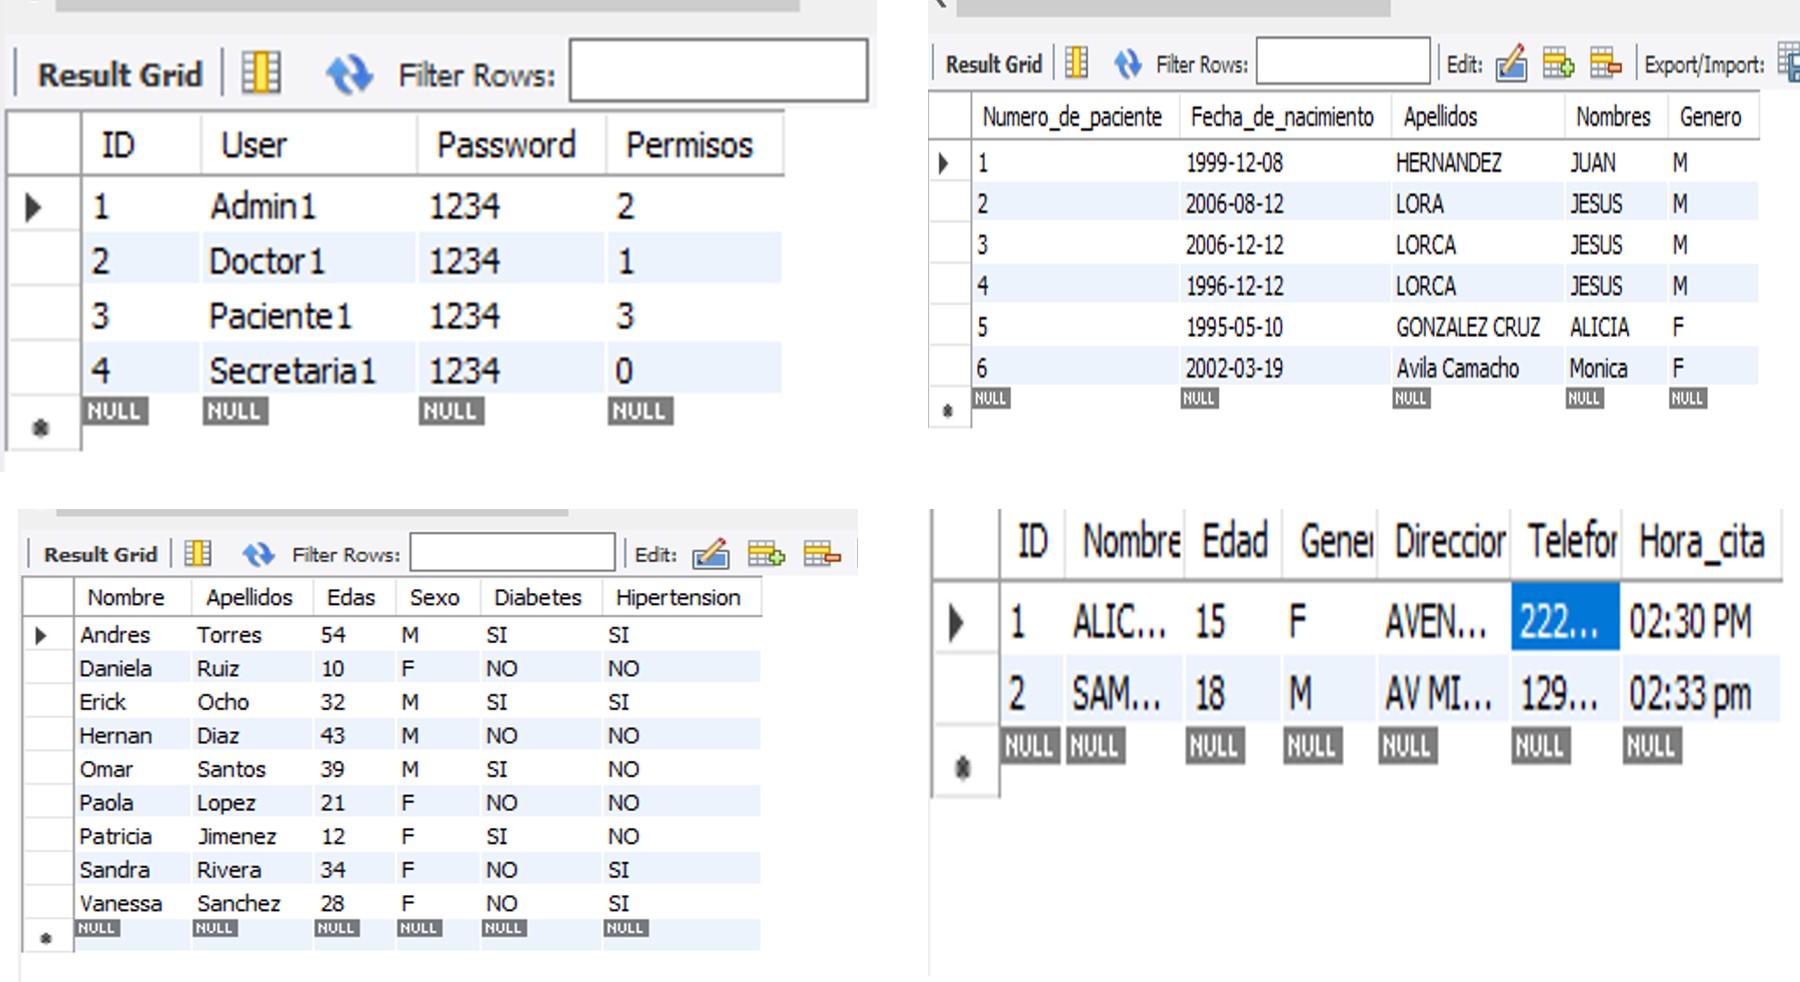 Result Grid Filter Rows:
ID User Password Permisos
1 Admin1 1234 2
2 Doctor1 1234 1
3 Paciente1 1234 3
4 Secretaria1 1234 0
NULL NULL NULL NULL
Result Grid Filter Rows: Edit: Export/Import:
Numero_de_paciente Fecha_de_nacimiento Apellidos Nombres Genero
1 1999-12-08 HERNANDEZ JUAN M
2 2006-08-12 LORA JESUS M
3 2006-12-12 LORCA JESUS M
4 1996-12-12 LORCA JESUS M
5 1995-05-10 GONZALEZ CRUZ ALICIA F
6 2002-03-19 Avila Camacho Monica F
NULL NULL NULL NULL NULL
Result Grid Filter Rows: Edit:
Nombre Apellidos Edas Sexo Diabetes Hipertension
Andres Torres 54 M SI SI
Daniela Ruiz 10 F NO NO
Erick Ocho 32 M SI SI
Hernan Diaz 43 M NO NO
Omar Santos 39 M SI NO
Paola Lopez 21 F NO NO
Patricia Jimenez 12 F SI NO
Sandra Rivera 34 F NO SI
Vanessa Sanchez 28 F NO SI
NULL NULL NULL NULL NULL NULL
ID Nombre Edad Gener Direccior Telefor Hora_cita
1 ALIC... 15 F AVEN... 222... 02:30 PM
2 SAM... 18 M AV MI... 129... 02:33 pm
NULL NULL NULL NULL NULL NULL NULL